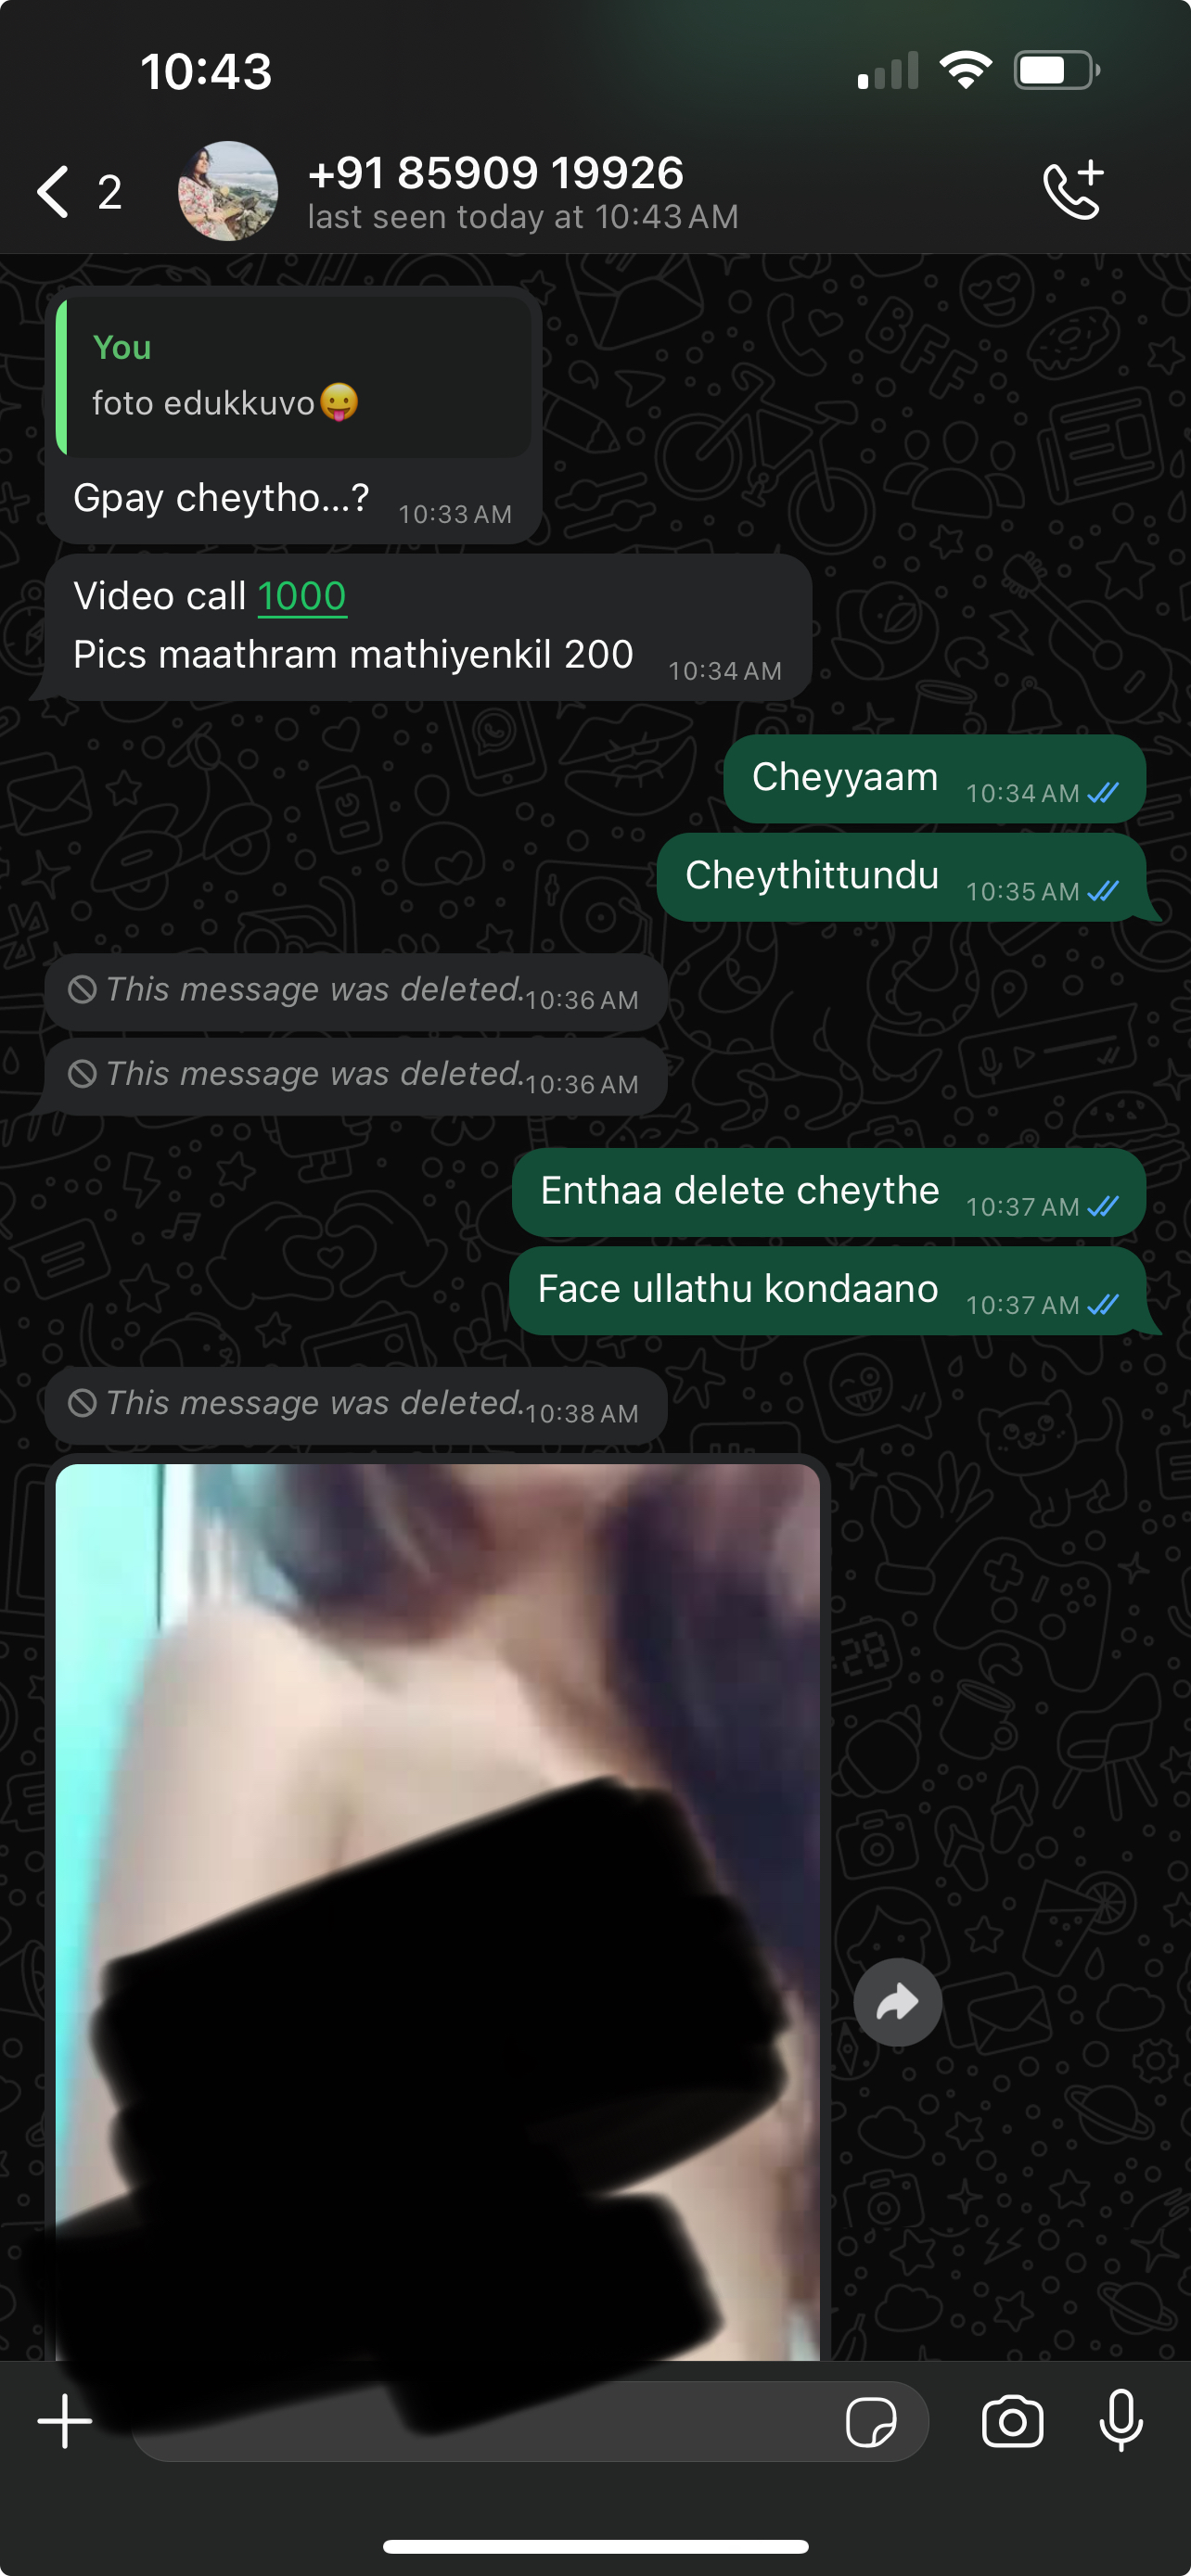 10:43
2
+91 85909 19926
last seen today at 10:43 AM
You
foto edukkuvo😛
Gpay cheytho...? 10:33 AM
Video call 1000
Pics maathram mathiyenkil 200 10:34 AM
Cheyyaam 10:34 AM
Cheythittundu 10:35 AM
This message was deleted. 10:36 AM
This message was deleted. 10:36 AM
Enthaa delete cheythe 10:37 AM
Face ullathu kondaano 10:37 AM
This message was deleted. 10:38 AM